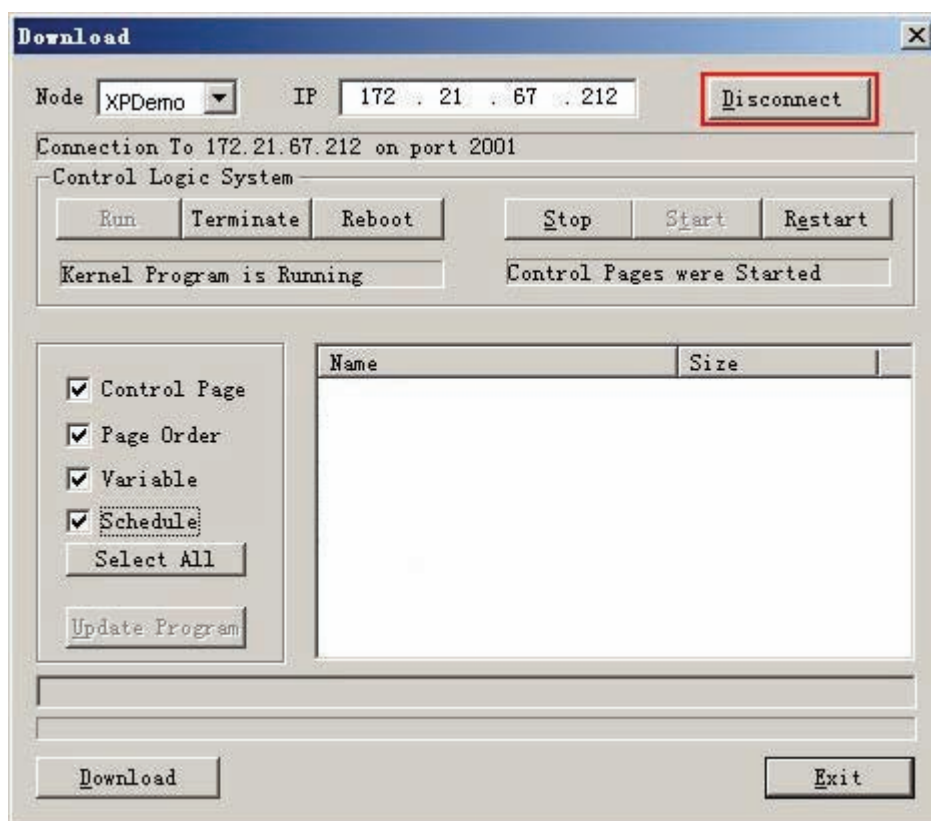 Download
Node XPDemo IP 172 . 21 . 67 . 212 Disconnect
Connection To 172.21.67.212 on port 2001
Control Logic System
Run Terminate Reboot Stop Start Restart
Kernel Program is Running Control Pages were Started
Name Size
Control Page
Page Order
Variable
Schedule
Select All
Update Program
Download Exit